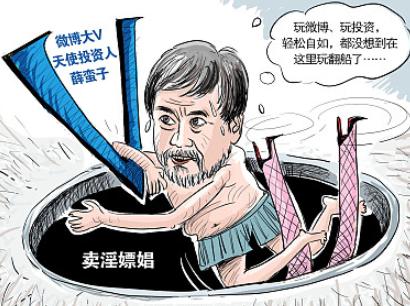 微博大V
天使投资人
薛蛮子
玩微博、玩投资，
轻松自如，都没想到在
这里玩翻船了……
卖淫嫖娼